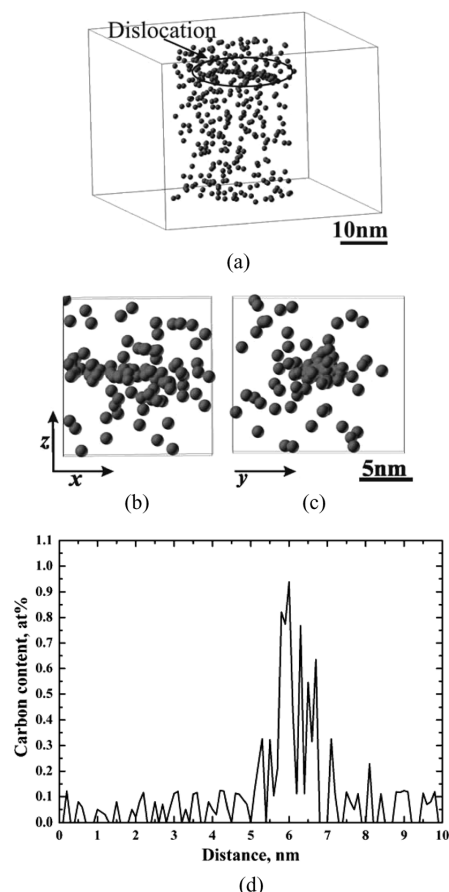 Dislocation
10nm
(a)
z
x
y
5nm
(b)
(c)
1.1
1.0
0.9
0.8
0.7
0.6
0.5
0.4
0.3
0.2
0.1
0.0
Carbon content, at%
0 1 2 3 4 5 6 7 8 9 10
Distance, nm
(d)